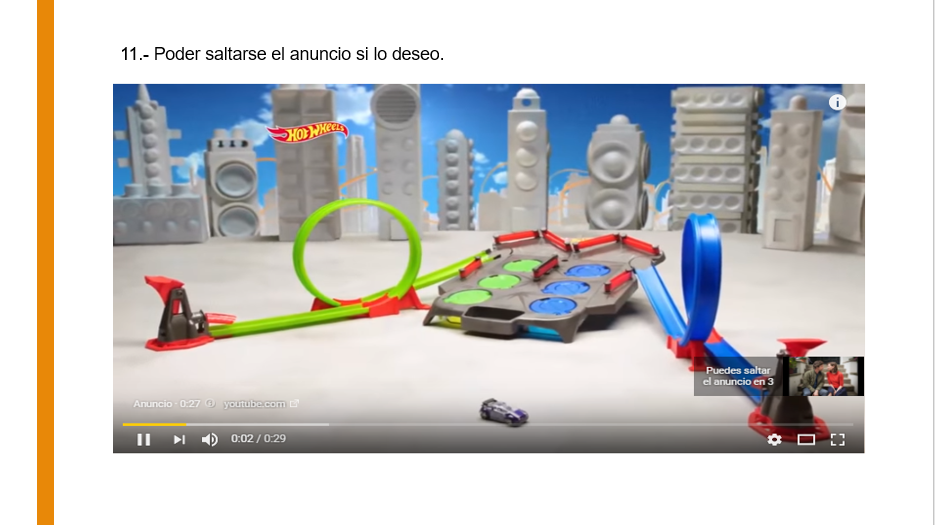 11.- Poder saltarse el anuncio si lo deseo.
HOT WHEELS
i
Puedes saltar
el anuncio en 3
Anuncio · 0:27 youtube.com
0:02 / 0:29